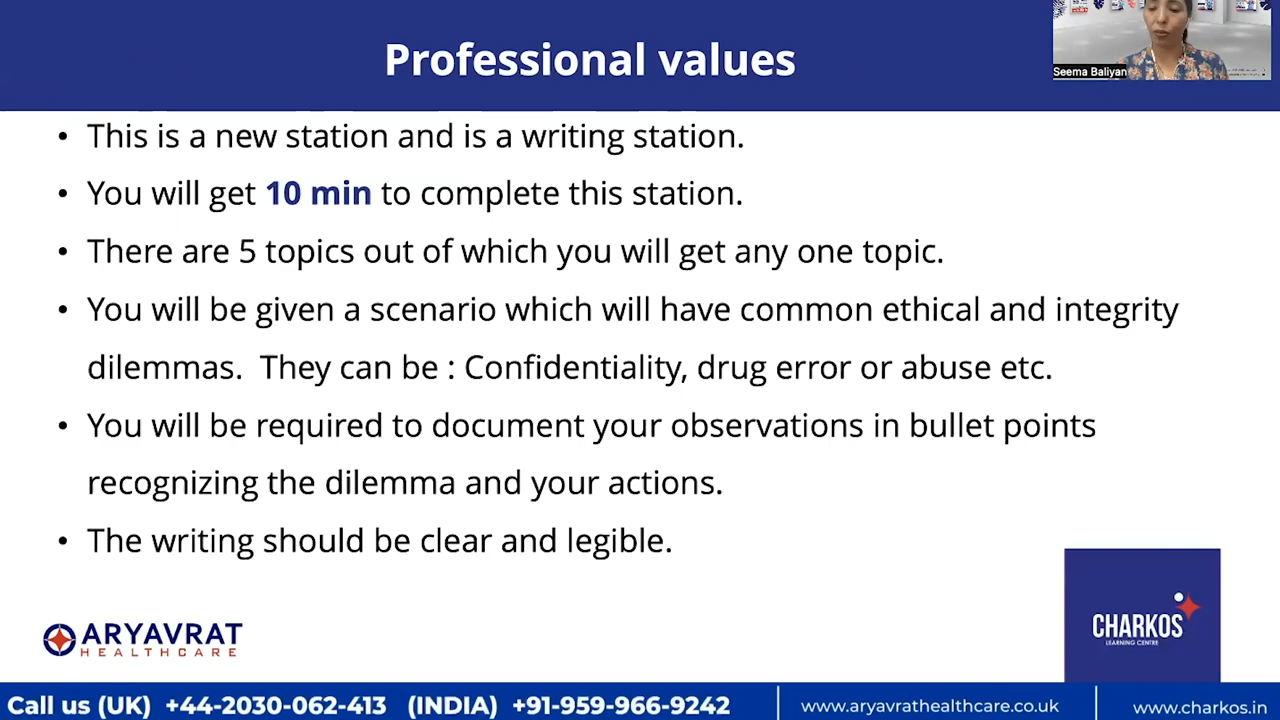 Professional values
Seema Baliyan
• This is a new station and is a writing station.
• You will get 10 min to complete this station.
• There are 5 topics out of which you will get any one topic.
• You will be given a scenario which will have common ethical and integrity
dilemmas. They can be : Confidentiality, drug error or abuse etc.
• You will be required to document your observations in bullet points
recognizing the dilemma and your actions.
• The writing should be clear and legible.
ARYAVRAT
HEALTHCARE
CHARKOS
LEARNING CENTRE
Call us (UK) +44-2030-062-413 (INDIA) +91-959-966-9242
www.aryavrathealthcare.co.uk
www.charkos.in